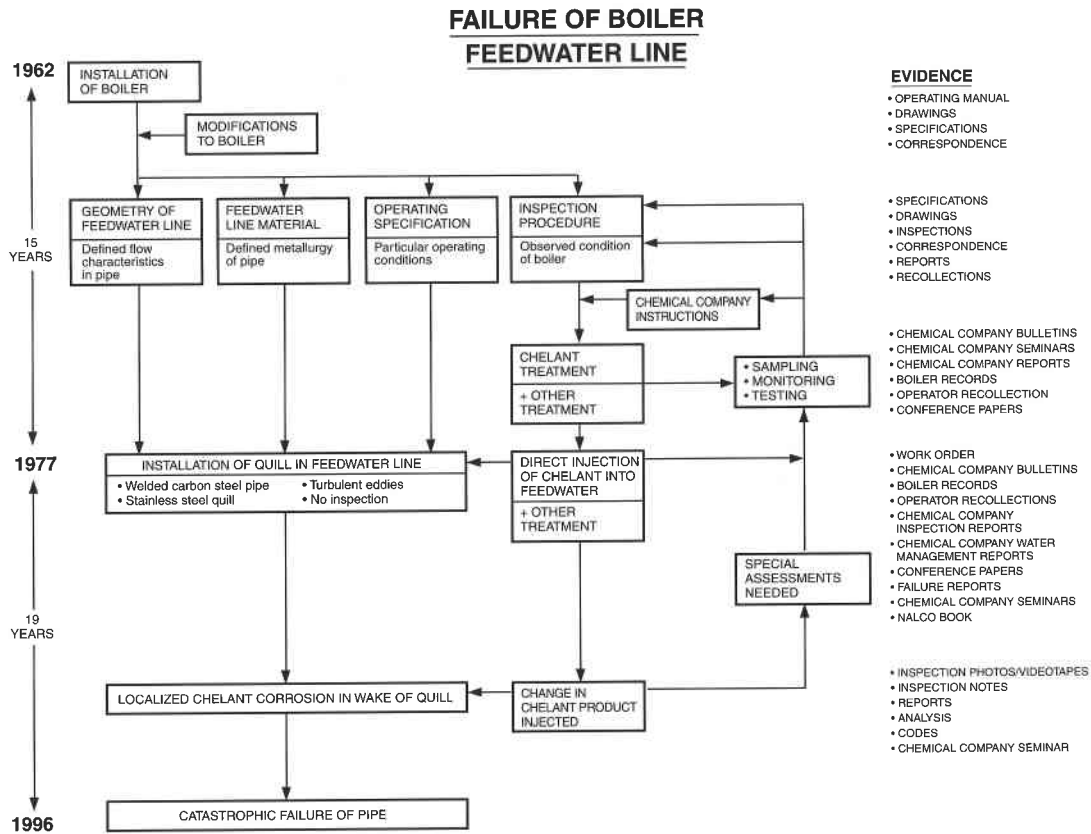 FAILURE OF BOILER
FEEDWATER LINE
1962
INSTALLATION
OF BOILER
MODIFICATIONS
TO BOILER
EVIDENCE
• OPERATING MANUAL
• DRAWINGS
• SPECIFICATIONS
• CORRESPONDENCE
15
YEARS
GEOMETRY OF
FEEDWATER LINE
Defined flow
characteristics
in pipe
FEEDWATER
LINE MATERIAL
Defined metallurgy
of pipe
OPERATING
SPECIFICATION
Particular operating
conditions
INSPECTION
PROCEDURE
Observed condition
of boiler
• SPECIFICATIONS
• DRAWINGS
• INSPECTIONS
• CORRESPONDENCE
• REPORTS
• RECOLLECTIONS
CHEMICAL COMPANY
INSTRUCTIONS
CHELANT
TREATMENT
+ OTHER
TREATMENT
• SAMPLING
• MONITORING
• TESTING
• CHEMICAL COMPANY BULLETINS
• CHEMICAL COMPANY SEMINARS
• CHEMICAL COMPANY REPORTS
• BOILER RECORDS
• OPERATOR RECOLLECTION
• CONFERENCE PAPERS
1977
INSTALLATION OF QUILL IN FEEDWATER LINE
• Welded carbon steel pipe
• Turbulent eddies
• Stainless steel quill
• No inspection
DIRECT INJECTION
OF CHELANT INTO
FEEDWATER
+ OTHER
TREATMENT
• WORK ORDER
• CHEMICAL COMPANY BULLETINS
• BOILER RECORDS
• OPERATOR RECOLLECTIONS
• CHEMICAL COMPANY
INSPECTION REPORTS
• CHEMICAL COMPANY WATER
MANAGEMENT REPORTS
• CONFERENCE PAPERS
• FAILURE REPORTS
• CHEMICAL COMPANY SEMINARS
• NALCO BOOK
SPECIAL
ASSESSMENTS
NEEDED
19
YEARS
LOCALIZED CHELANT CORROSION IN WAKE OF QUILL
CHANGE IN
CHELANT PRODUCT
INJECTED
• INSPECTION PHOTOS/VIDEOTAPES
• INSPECTION NOTES
• REPORTS
• ANALYSIS
• CODES
• CHEMICAL COMPANY SEMINAR
1996
CATASTROPHIC FAILURE OF PIPE